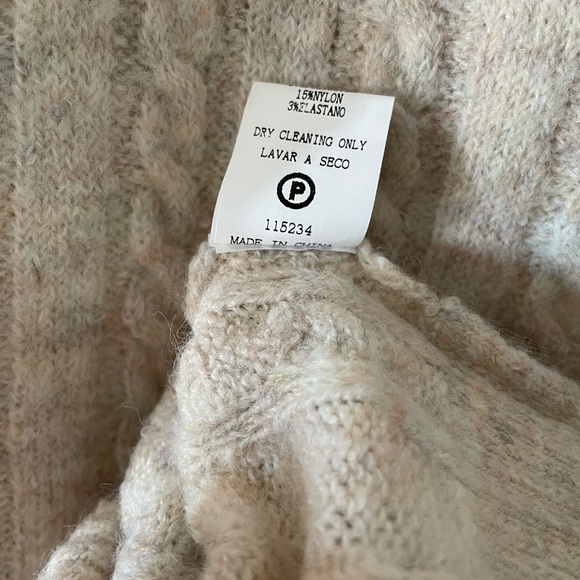 15%NYLON
3%ELASTANO
DRY CLEANING ONLY
LAVAR A SECO
P
115234
MADE IN CHINA